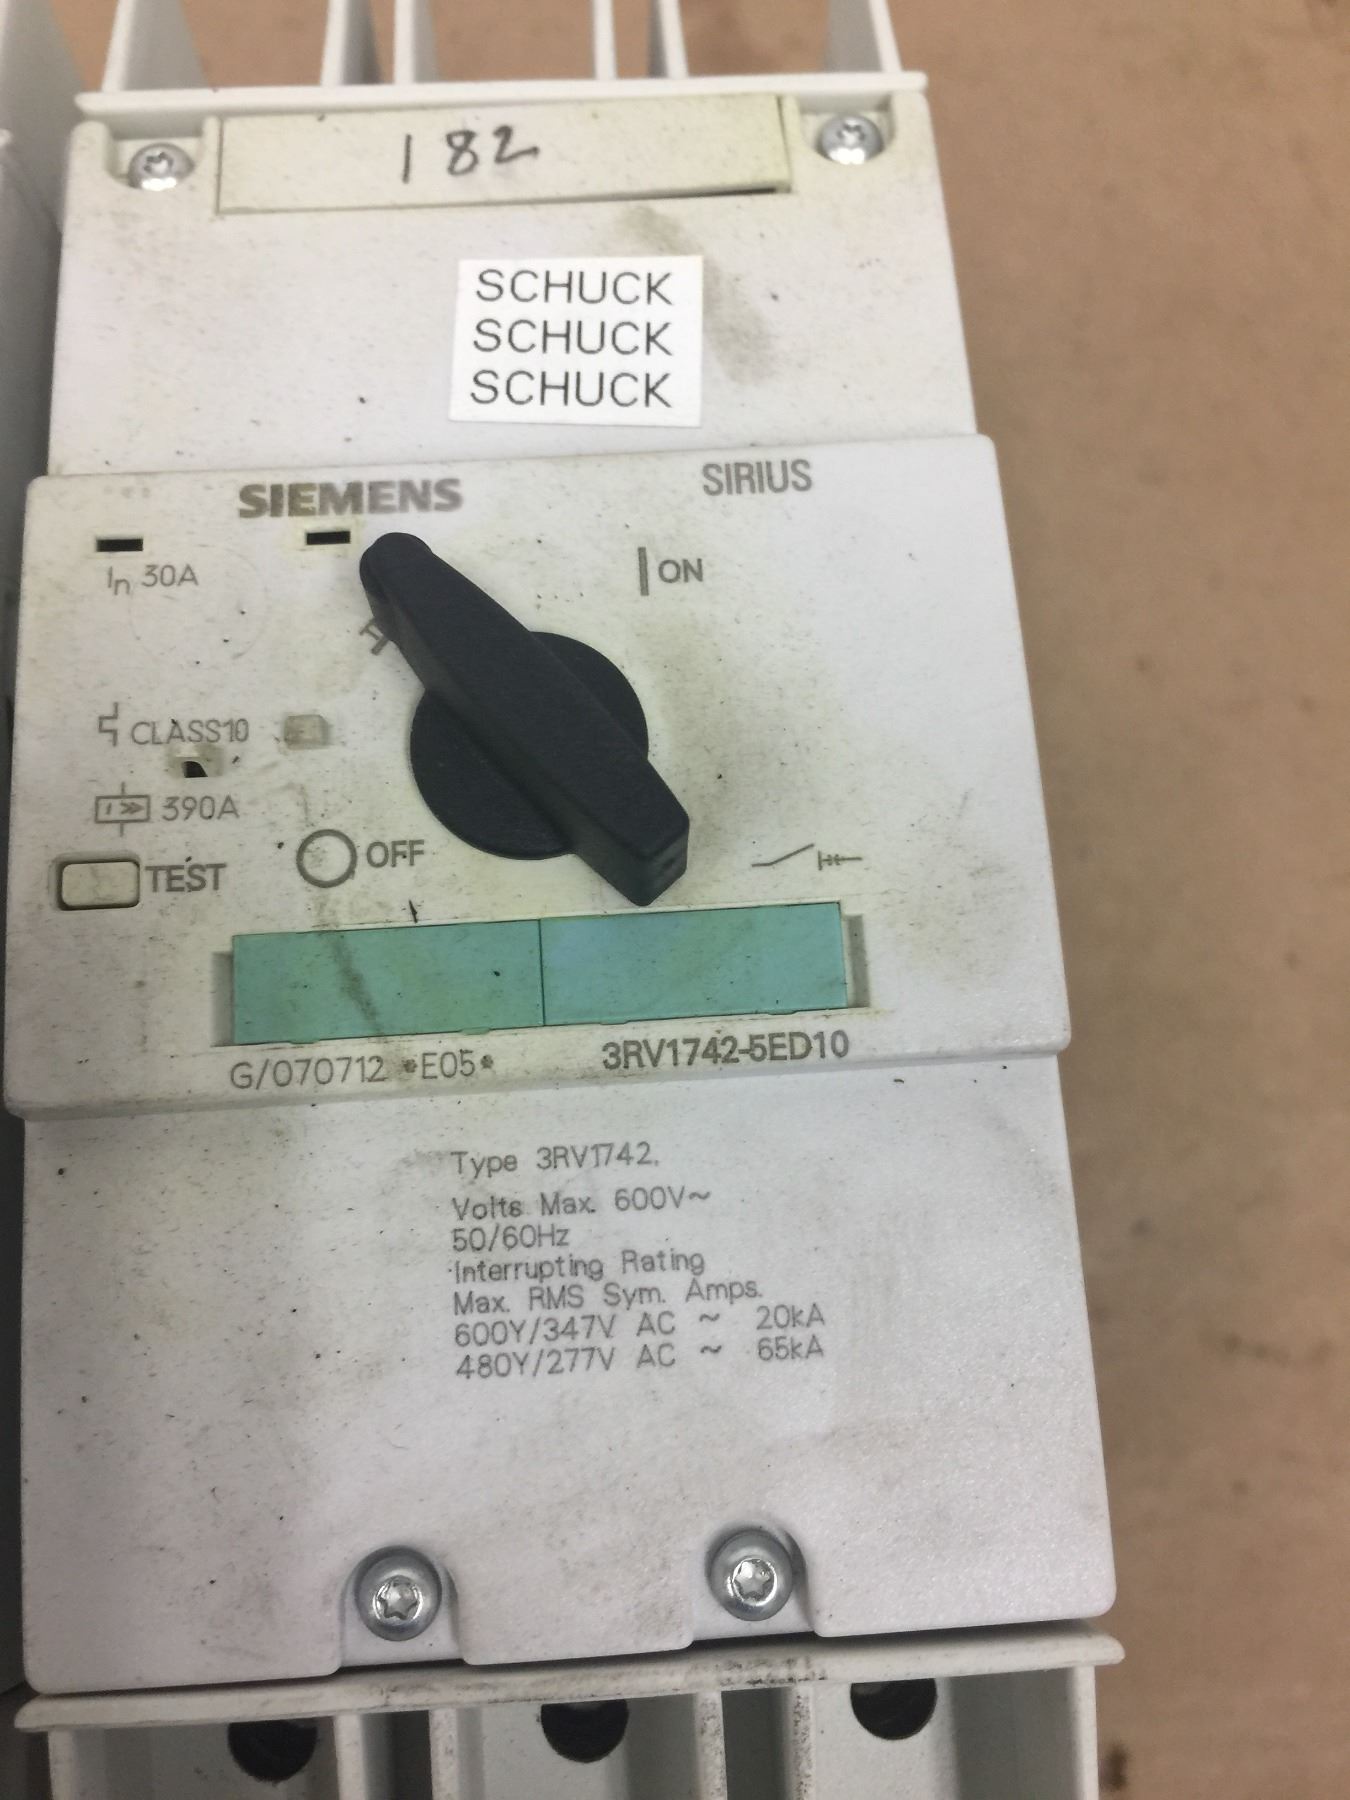 182
SCHUCK
SCHUCK
SCHUCK
SIEMENS
SIRIUS
In 30A
ON
CLASS10
390A
OFF
TEST
G/070712 *E05*
3RV1742-5ED10
Type 3RV1742.
Volts Max. 600V~
50/60Hz
Interrupting Rating
Max. RMS Sym. Amps.
600Y/347V AC ~ 20kA
480Y/277V AC ~ 65kA